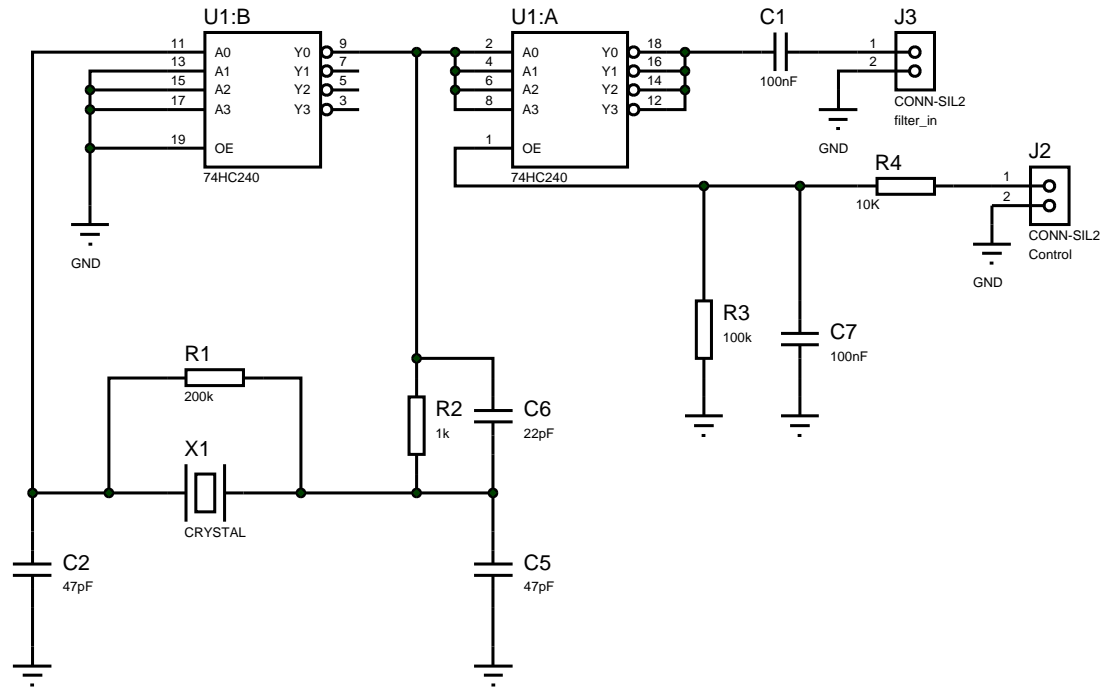 U1:B
11
13
15
17
19
A0
A1
A2
A3
OE
Y0
Y1
Y2
Y3
9
7
5
3
74HC240
U1:A
2
4
6
8
1
A0
A1
A2
A3
OE
Y0
Y1
Y2
Y3
18
16
14
12
74HC240
C1
100nF
J3
1
2
CONN-SIL2
filter_in
GND
J2
1
2
CONN-SIL2
Control
GND
R4
10K
GND
R3
100k
C7
100nF
R1
200k
X1
CRYSTAL
R2
1k
C6
22pF
C2
47pF
C5
47pF